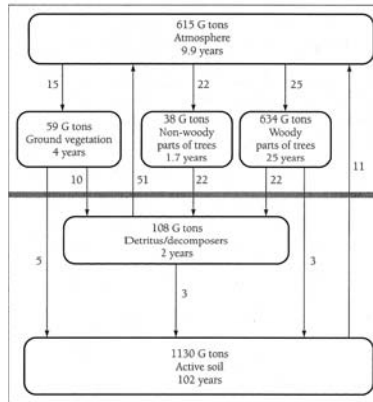 615 G tons
Atmosphere
9.9 years
15
22
25
59 G tons
Ground vegetation
4 years
38 G tons
Non-woody
parts of trees
1.7 years
634 G tons
Woody
parts of trees
25 years
10
51
22
22
11
108 G tons
Detritus/decomposers
2 years
5
3
3
1130 G tons
Active soil
102 years